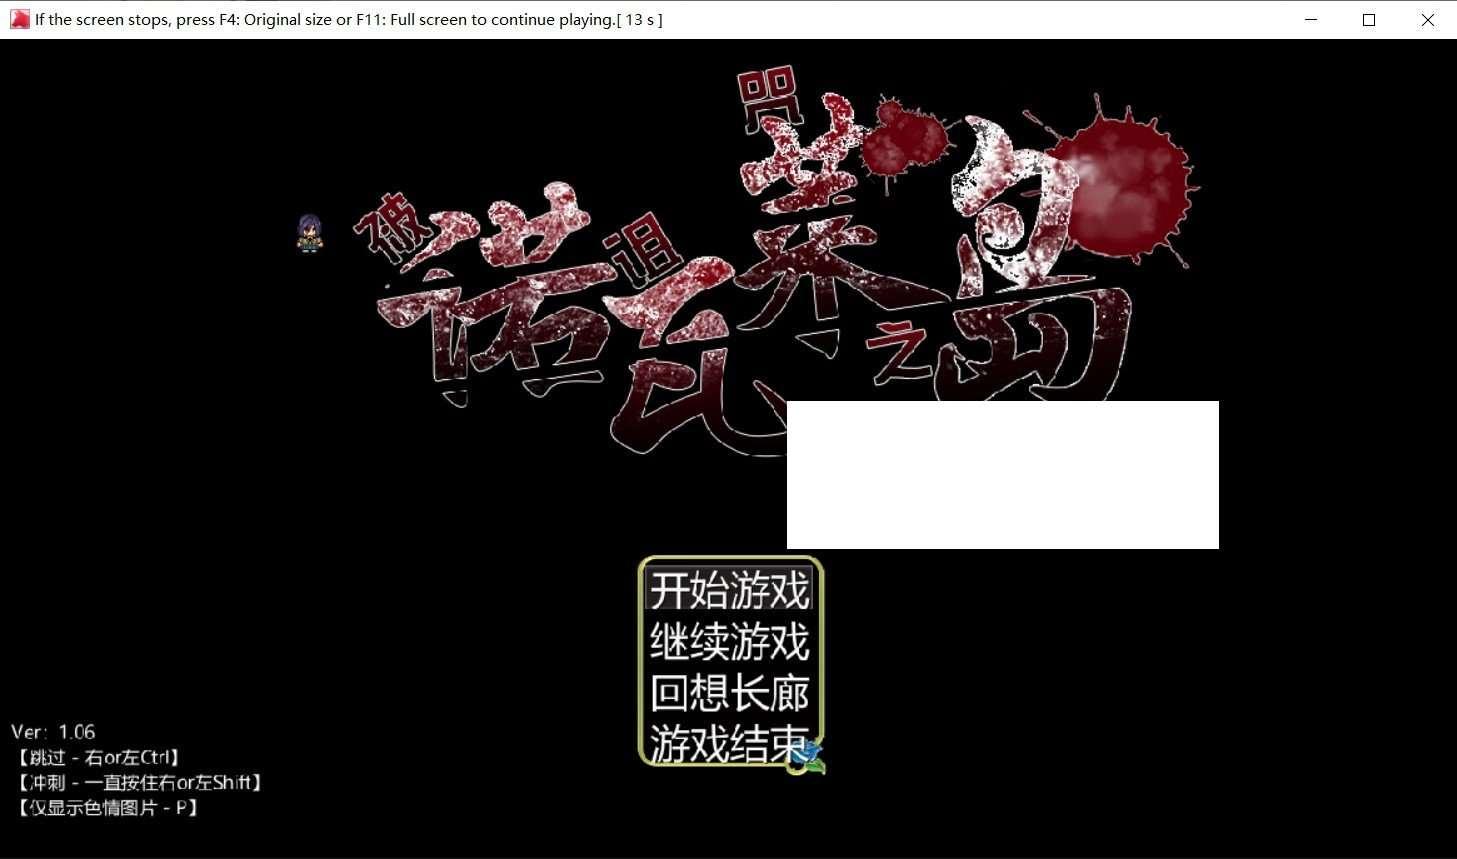 If the screen stops, press F4: Original size or F11: Full screen to continue playing.[ 13 s ]
破诅咒
诺瓦莱之岛
开始游戏
继续游戏
回想长廊
游戏结束
Ver: 1.06
【跳过 - 右or左Ctrl】
【冲刺 - 一直按住右or左Shift】
【仅显示色情图片 - P】